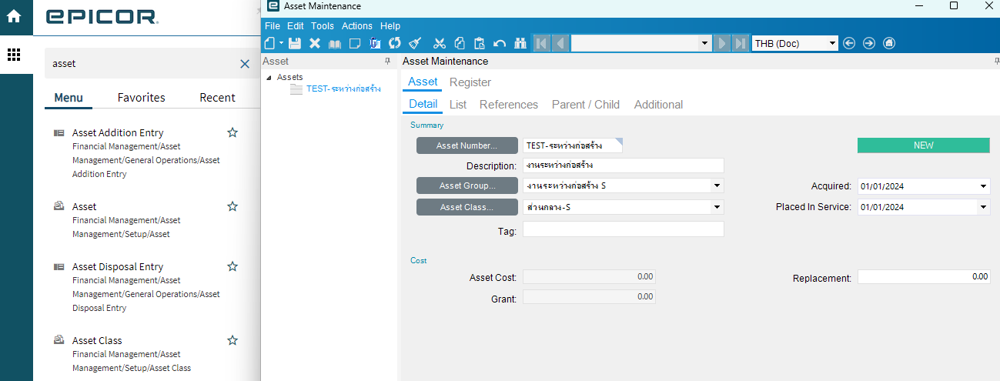 EPICOR
asset
Menu Favorites Recent
Asset Addition Entry
Financial Management/Asset
Management/General Operations/Asset
Addition Entry
Asset
Financial Management/Asset
Management/Setup/Asset
Asset Disposal Entry
Financial Management/Asset
Management/General Operations/Asset
Disposal Entry
Asset Class
Financial Management/Asset
Management/Setup/Asset Class
Asset Maintenance
File Edit Tools Actions Help
THB (Doc)
Asset
Assets
TEST-ระหว่างก่อสร้าง
Asset Maintenance
Asset Register
Detail List References Parent / Child Additional
Summary
Asset Number... TEST-ระหว่างก่อสร้าง NEW
Description: งานระหว่างก่อสร้าง
Asset Group... งานระหว่างก่อสร้าง S Acquired: 01/01/2024
Asset Class... ส่วนกลาง-S Placed In Service: 01/01/2024
Tag:
Cost
Asset Cost: 0.00 Replacement: 0.00
Grant: 0.00